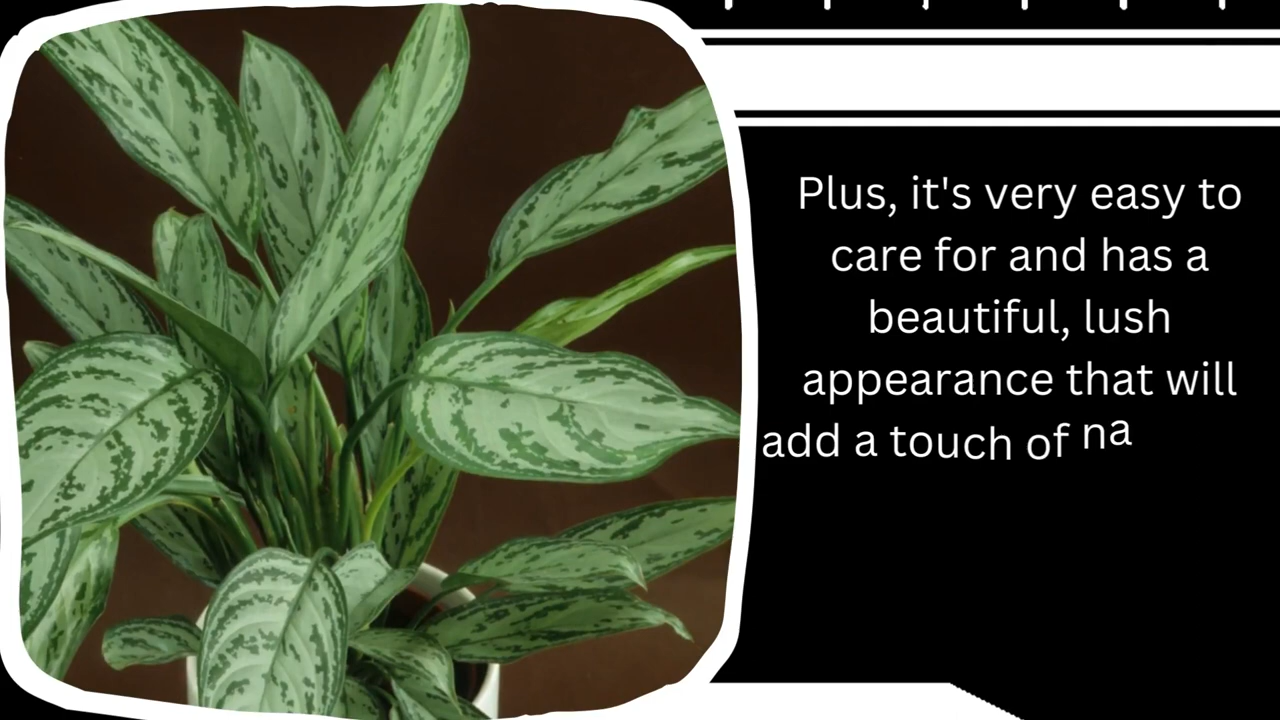 Plus, it's very easy to
care for and has a
beautiful, lush
appearance that will
add a touch of na